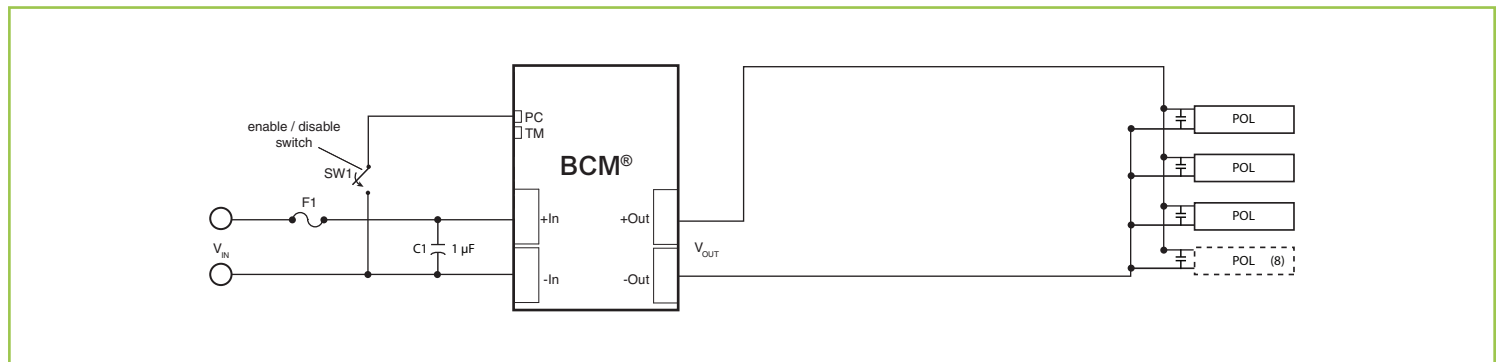 enable / disable
switch
SW1
F1
V_IN
C1 1 µF
PC
TM
BCM®
+In
-In
+Out
-Out
V_OUT
POL
POL
POL
POL (8)